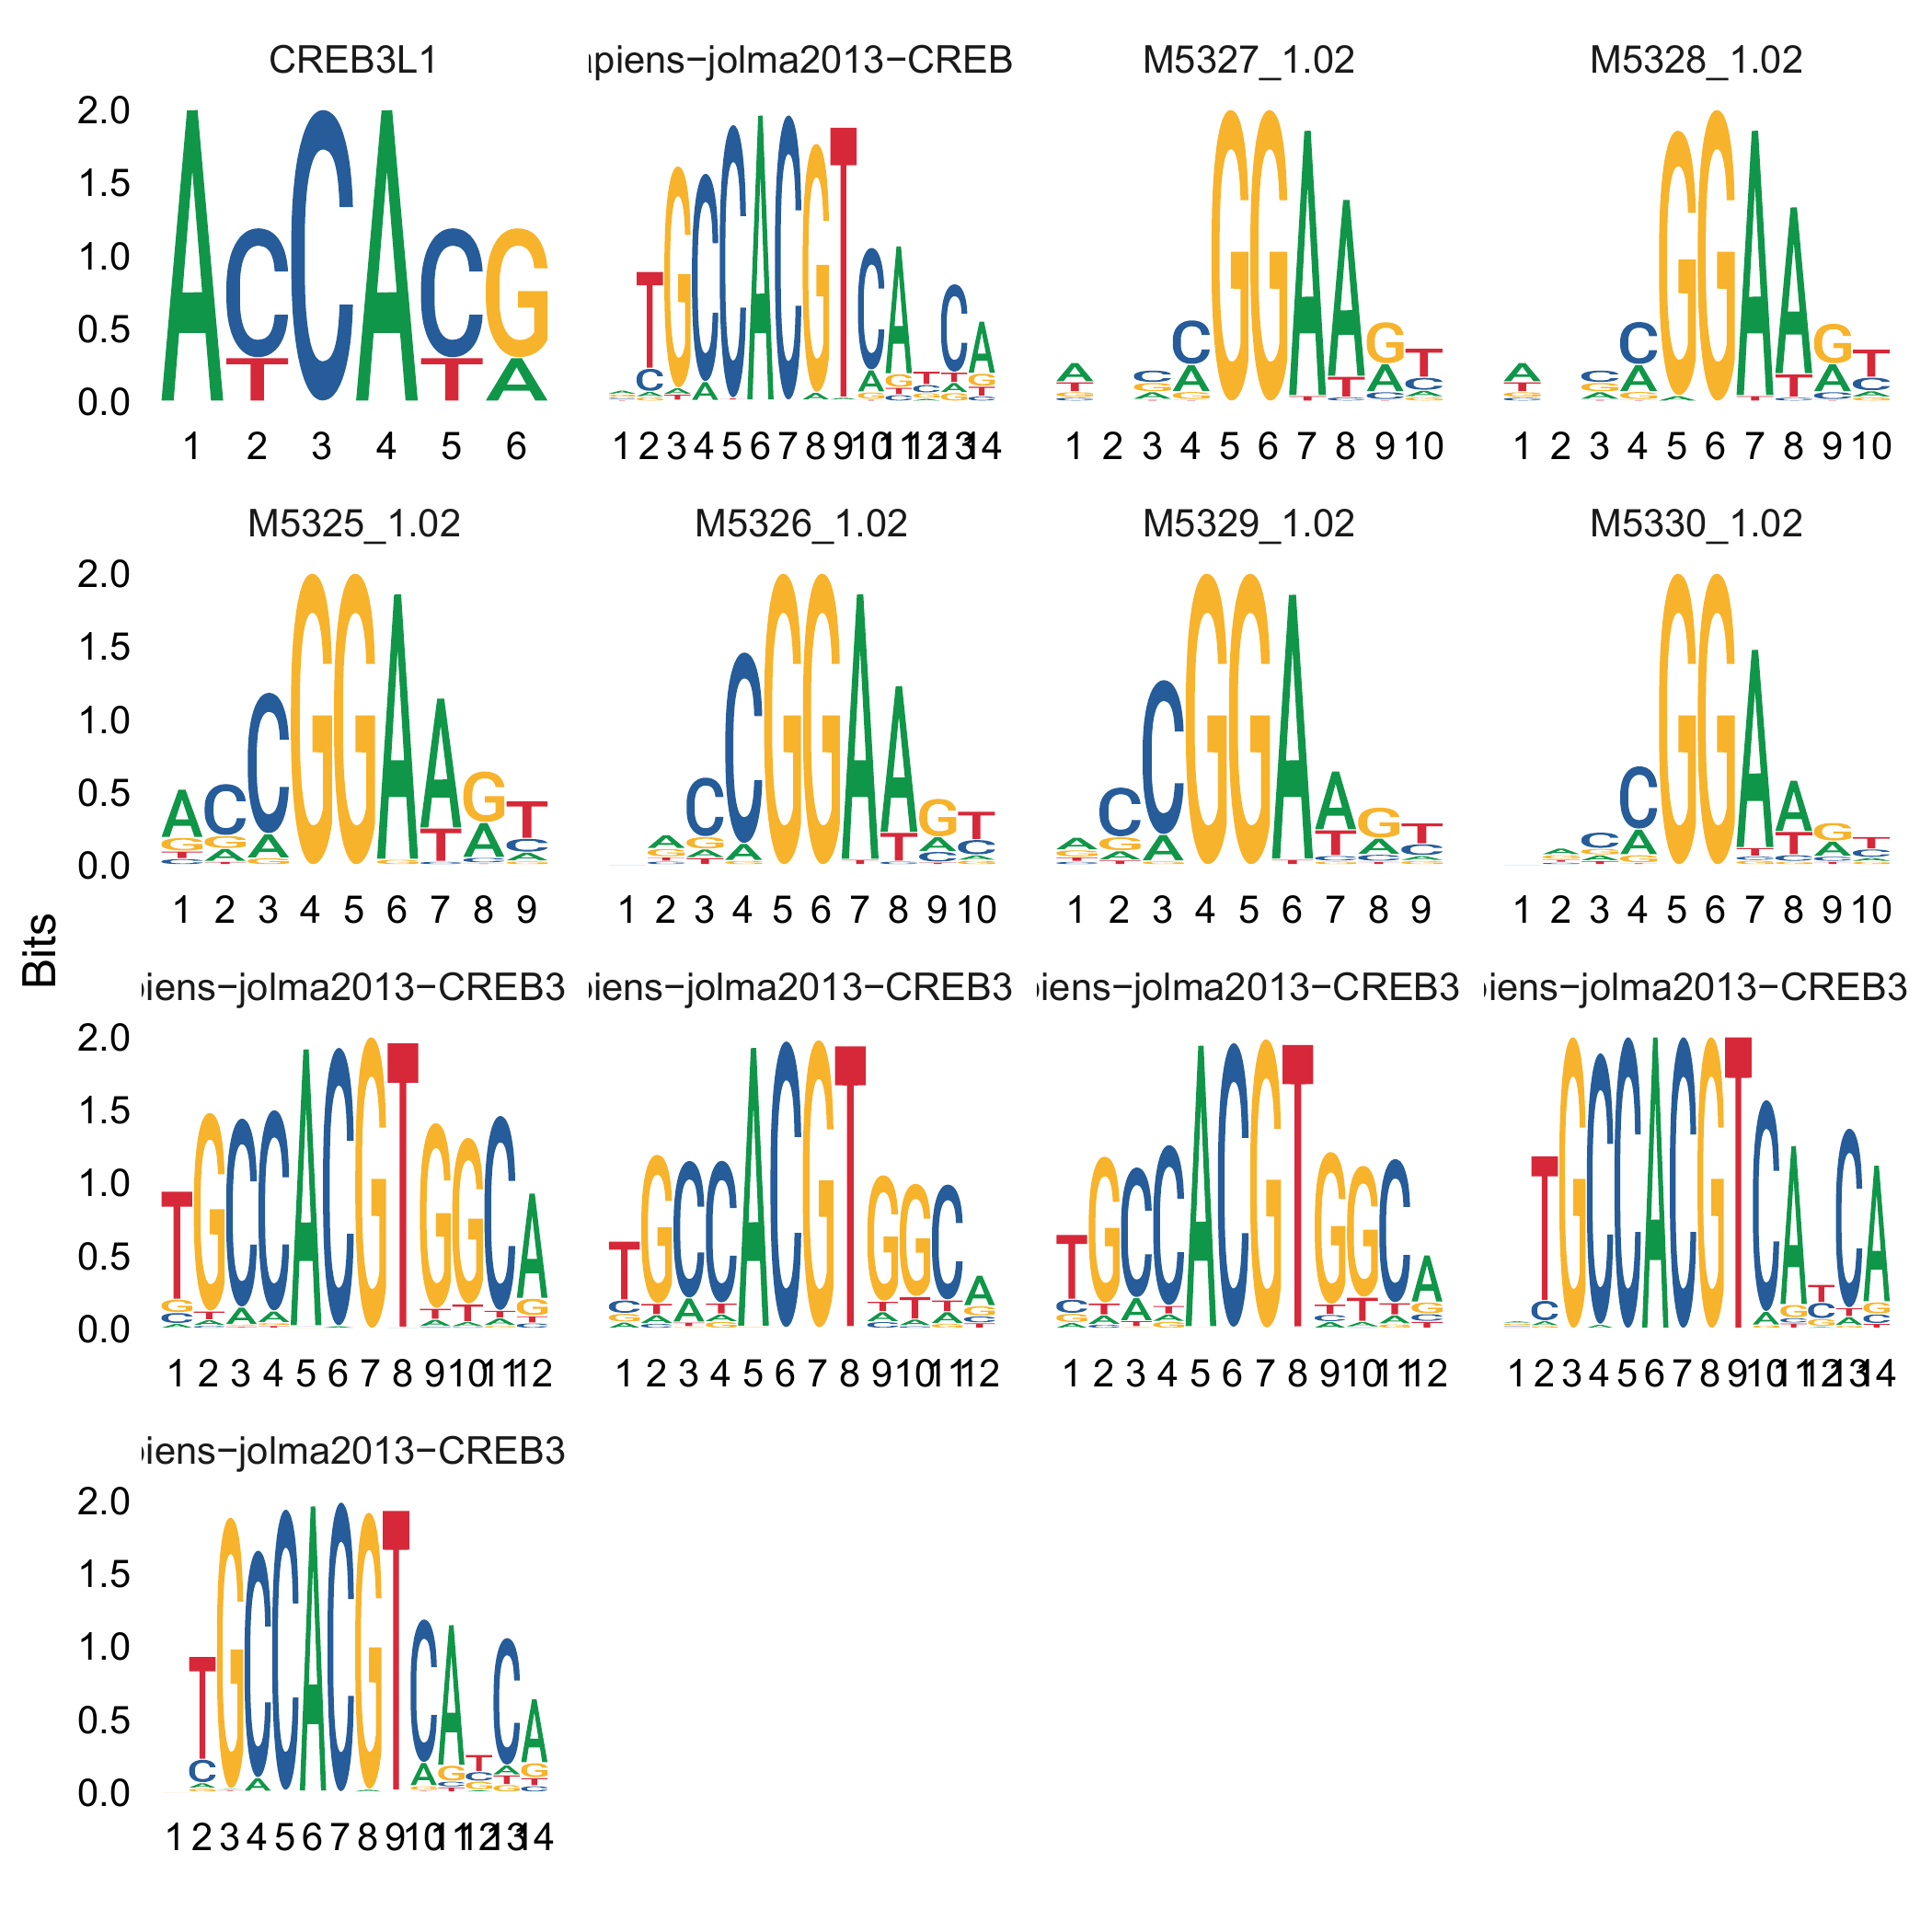 CREB3L1
piens−jolma2013−CREB
M5327_1.02
M5328_1.02
2.0
1.5
1.0
0.5
0.0
1 2 3 4 5 6
1 2 3 4 5 6 7 8 9 10 11 12 13 14
1 2 3 4 5 6 7 8 9 10
1 2 3 4 5 6 7 8 9 10
M5325_1.02
M5326_1.02
M5329_1.02
M5330_1.02
2.0
1.5
1.0
0.5
0.0
1 2 3 4 5 6 7 8 9
1 2 3 4 5 6 7 8 9 10
1 2 3 4 5 6 7 8 9
1 2 3 4 5 6 7 8 9 10
Bits
piens−jolma2013−CREB3
piens−jolma2013−CREB3
piens−jolma2013−CREB3
piens−jolma2013−CREB3
2.0
1.5
1.0
0.5
0.0
1 2 3 4 5 6 7 8 9 10 11 12
1 2 3 4 5 6 7 8 9 10 11 12
1 2 3 4 5 6 7 8 9 10 11 12
1 2 3 4 5 6 7 8 9 10 11 12 13 14
piens−jolma2013−CREB3
2.0
1.5
1.0
0.5
0.0
1 2 3 4 5 6 7 8 9 10 11 12 13 14